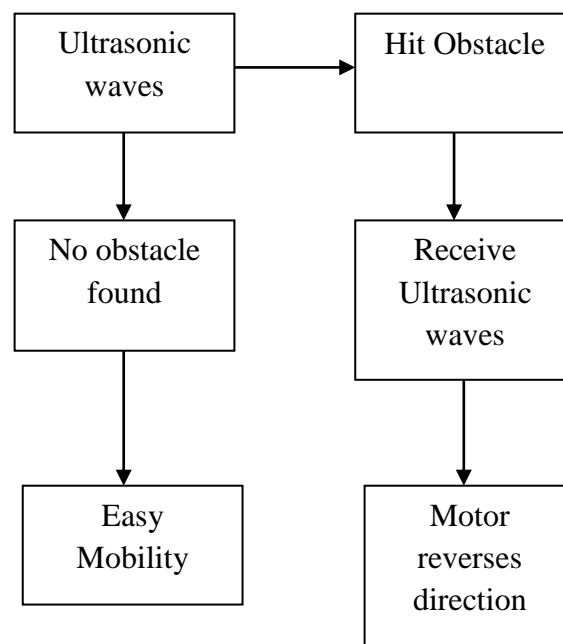 Ultrasonic
waves
Hit Obstacle
No obstacle
found
Receive
Ultrasonic
waves
Easy
Mobility
Motor
reverses
direction